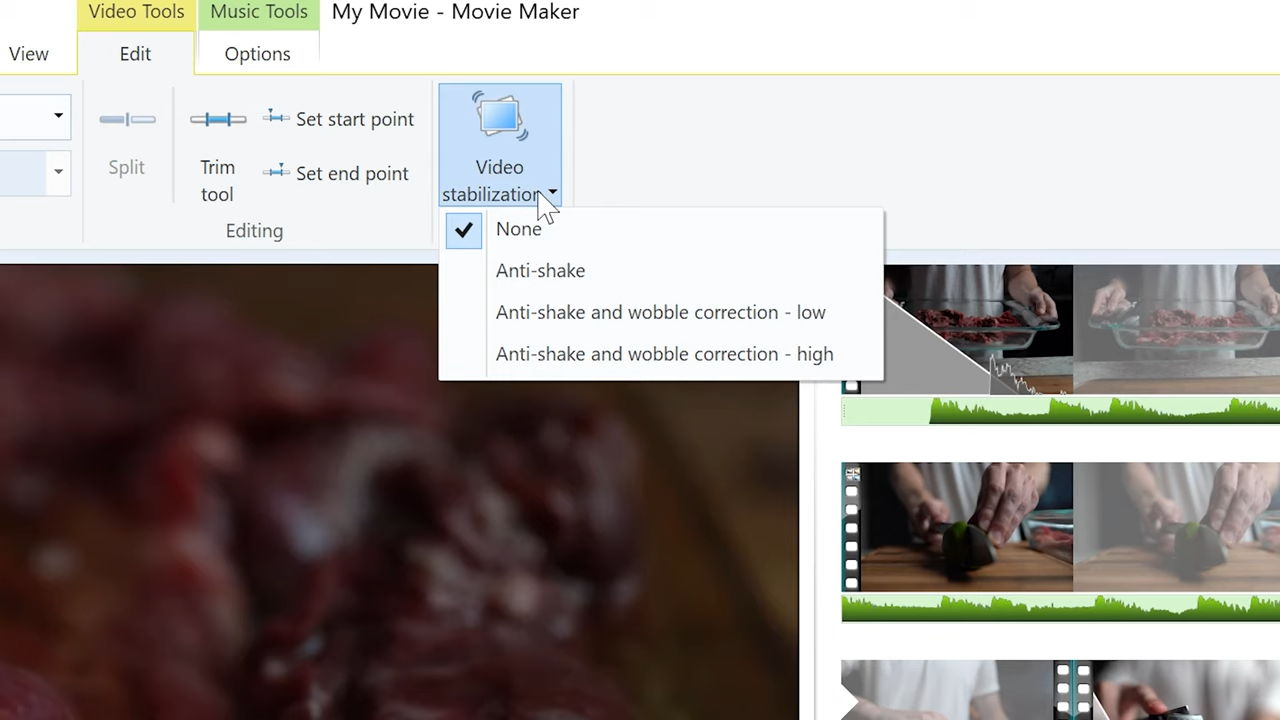 Video Tools
Music Tools
My Movie - Movie Maker
View
Edit
Options
Split
Trim
tool
Set start point
Set end point
Editing
Video
stabilization
None
Anti-shake
Anti-shake and wobble correction - low
Anti-shake and wobble correction - high